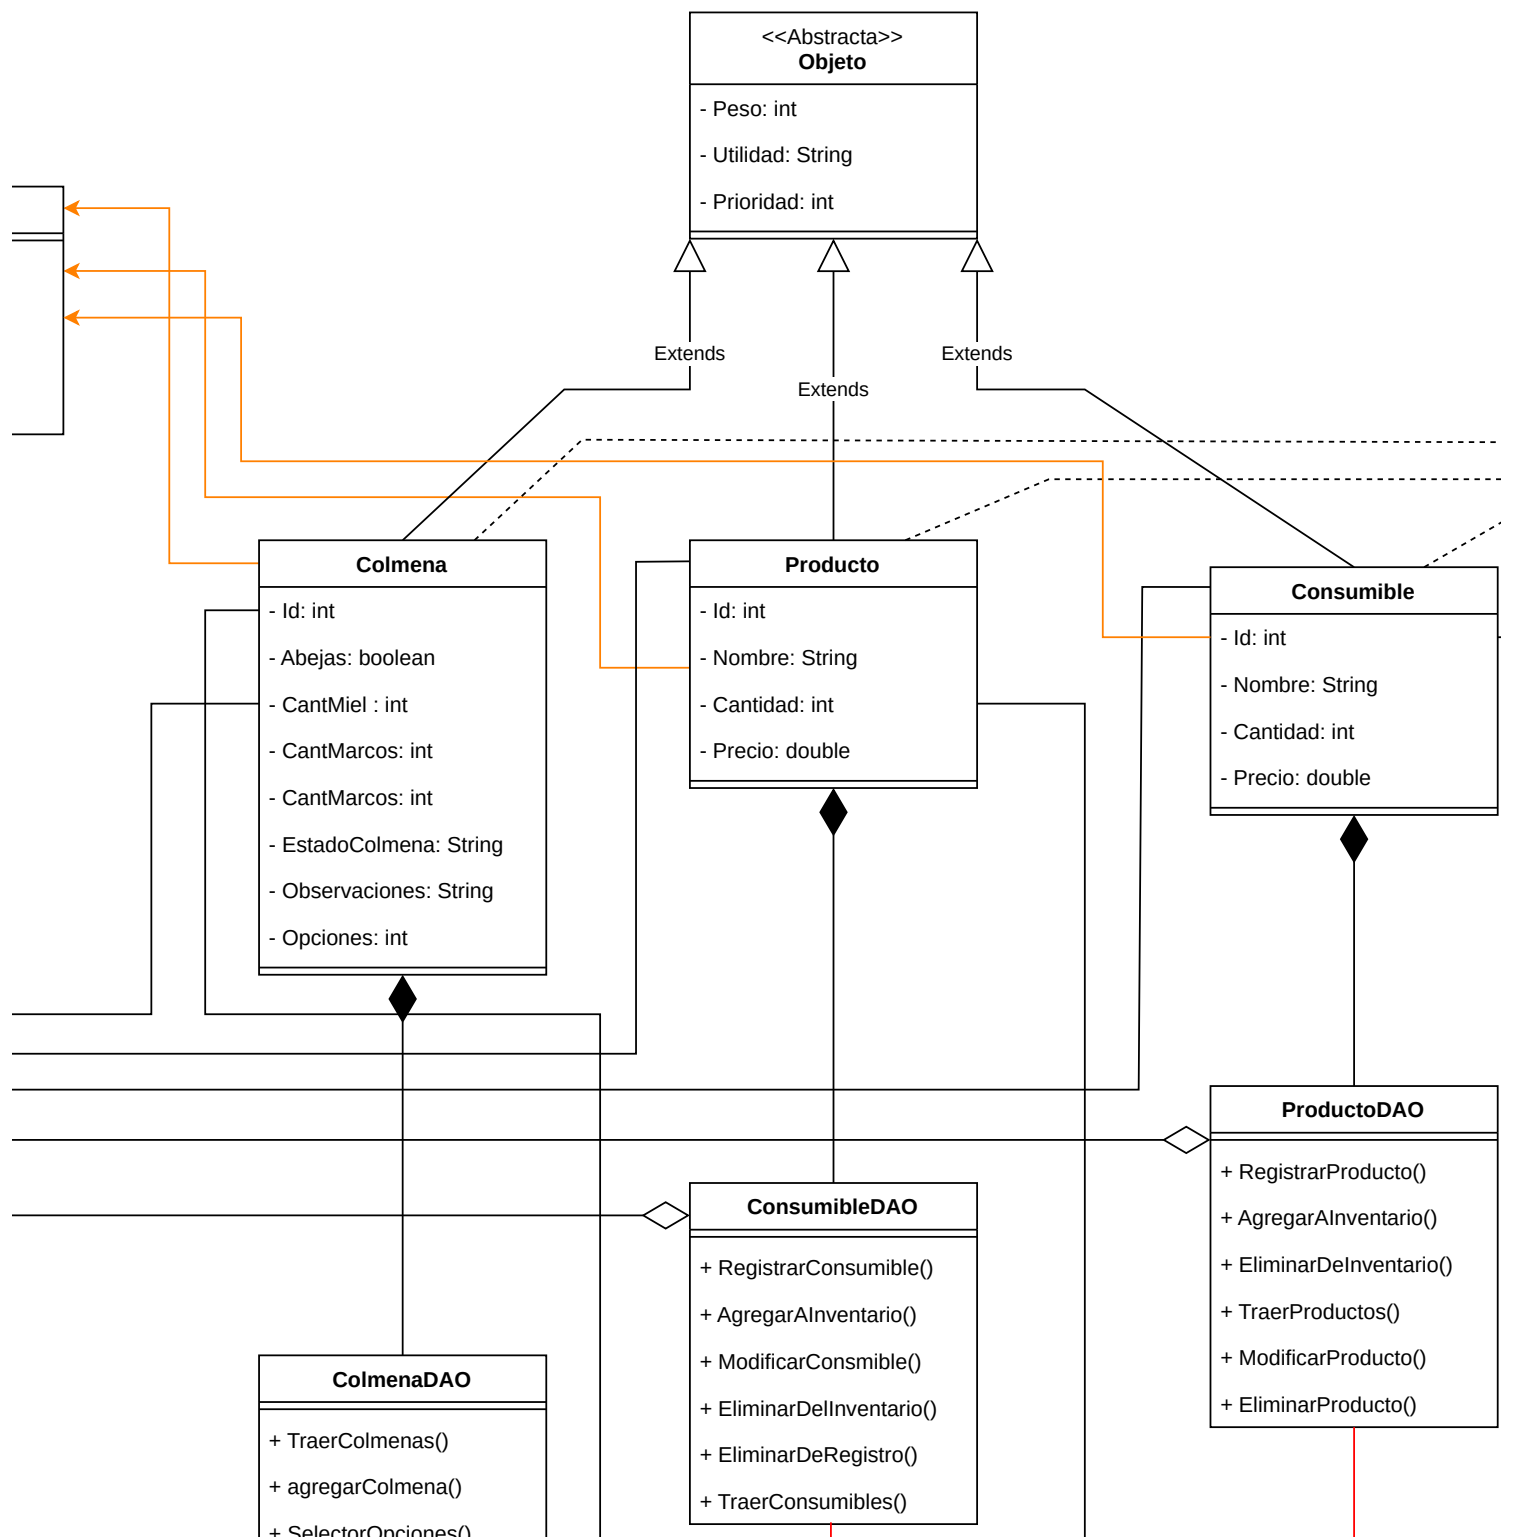 <<Abstracta>>
Objeto
- Peso: int
- Utilidad: String
- Prioridad: int
Extends
Extends
Extends
Colmena
- Id: int
- Abejas: boolean
- CantMiel : int
- CantMarcos: int
- CantMarcos: int
- EstadoColmena: String
- Observaciones: String
- Opciones: int
Producto
- Id: int
- Nombre: String
- Cantidad: int
- Precio: double
Consumible
- Id: int
- Nombre: String
- Cantidad: int
- Precio: double
ProductoDAO
+ RegistrarProducto()
+ AgregarAInventario()
+ EliminarDeInventario()
+ TraerProductos()
+ ModificarProducto()
+ EliminarProducto()
ConsumibleDAO
+ RegistrarConsumible()
+ AgregarAInventario()
+ ModificarConsmible()
+ EliminarDelInventario()
+ EliminarDeRegistro()
+ TraerConsumibles()
ColmenaDAO
+ TraerColmenas()
+ agregarColmena()
+ SelectorOpciones()